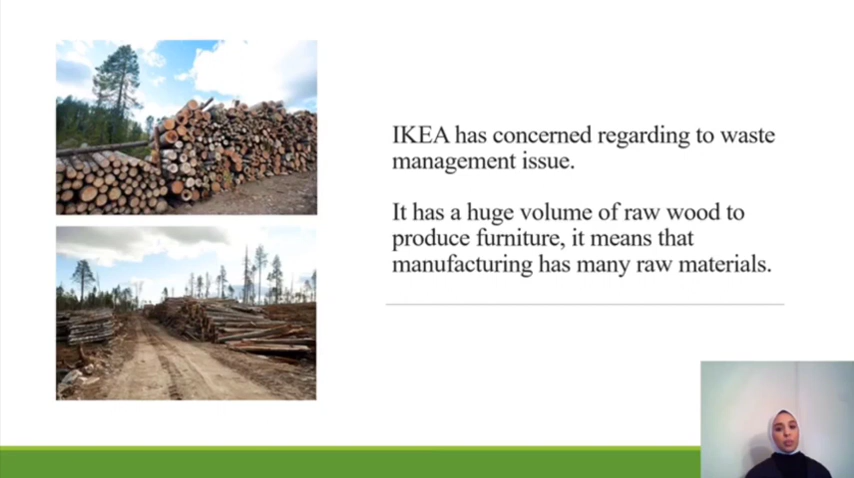 IKEA has concerned regarding to waste
management issue.
It has a huge volume of raw wood to
produce furniture, it means that
manufacturing has many raw materials.